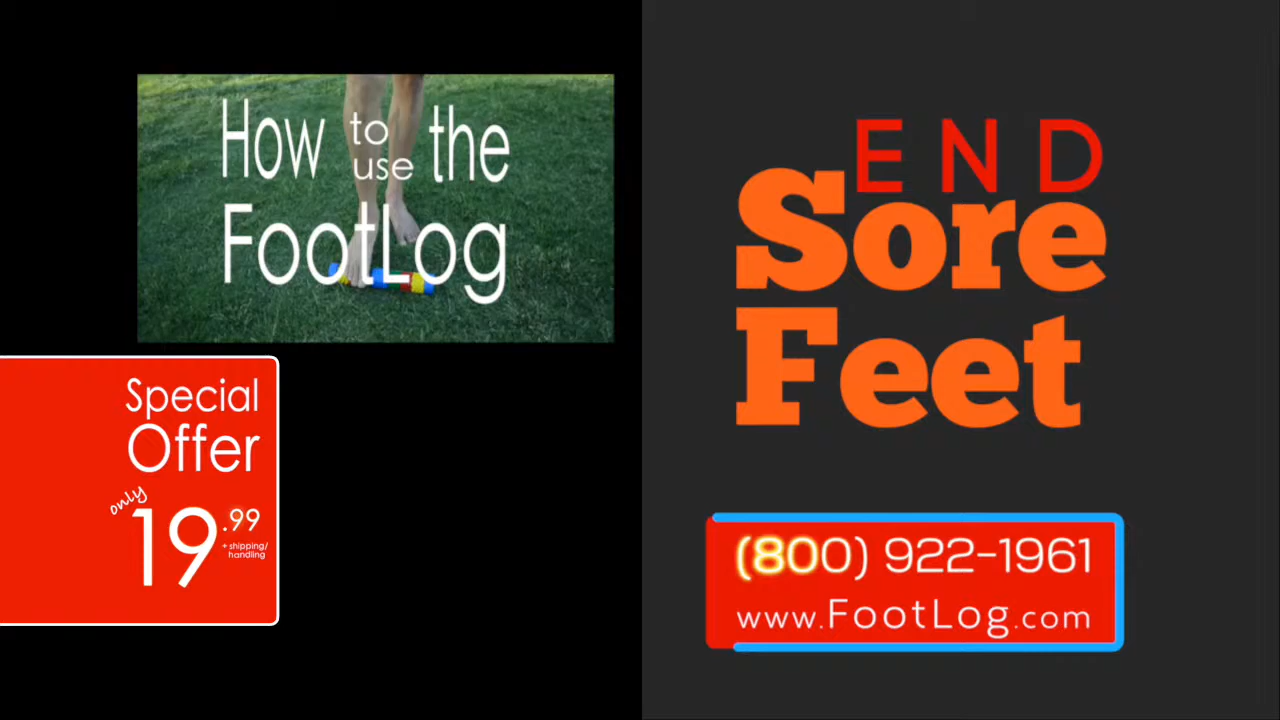 How to use the
FootLog
Special
Offer
only
19.99
+ shipping/
handling
END
Sore
Feet
(800) 922-1961
www.FootLog.com